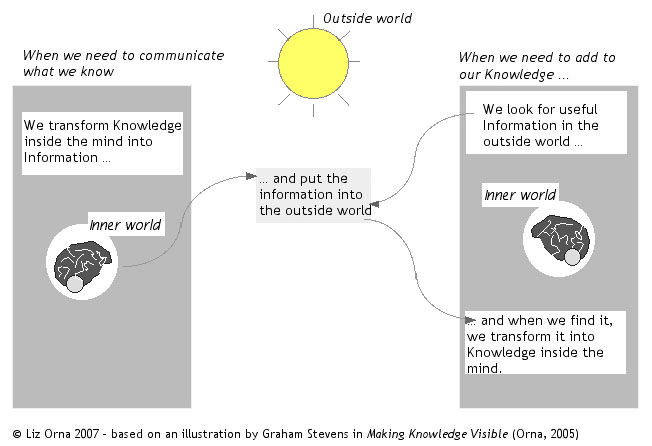 Outside world
When we need to communicate
what we know
We transform Knowledge
inside the mind into
Information ...
Inner world
... and put the
information into
the outside world
When we need to add to
our Knowledge ...
We look for useful
Information in the
outside world ...
Inner world
... and when we find it,
we transform it into
Knowledge inside the
mind.
© Liz Orna 2007 - based on an illustration by Graham Stevens in Making Knowledge Visible (Orna, 2005)